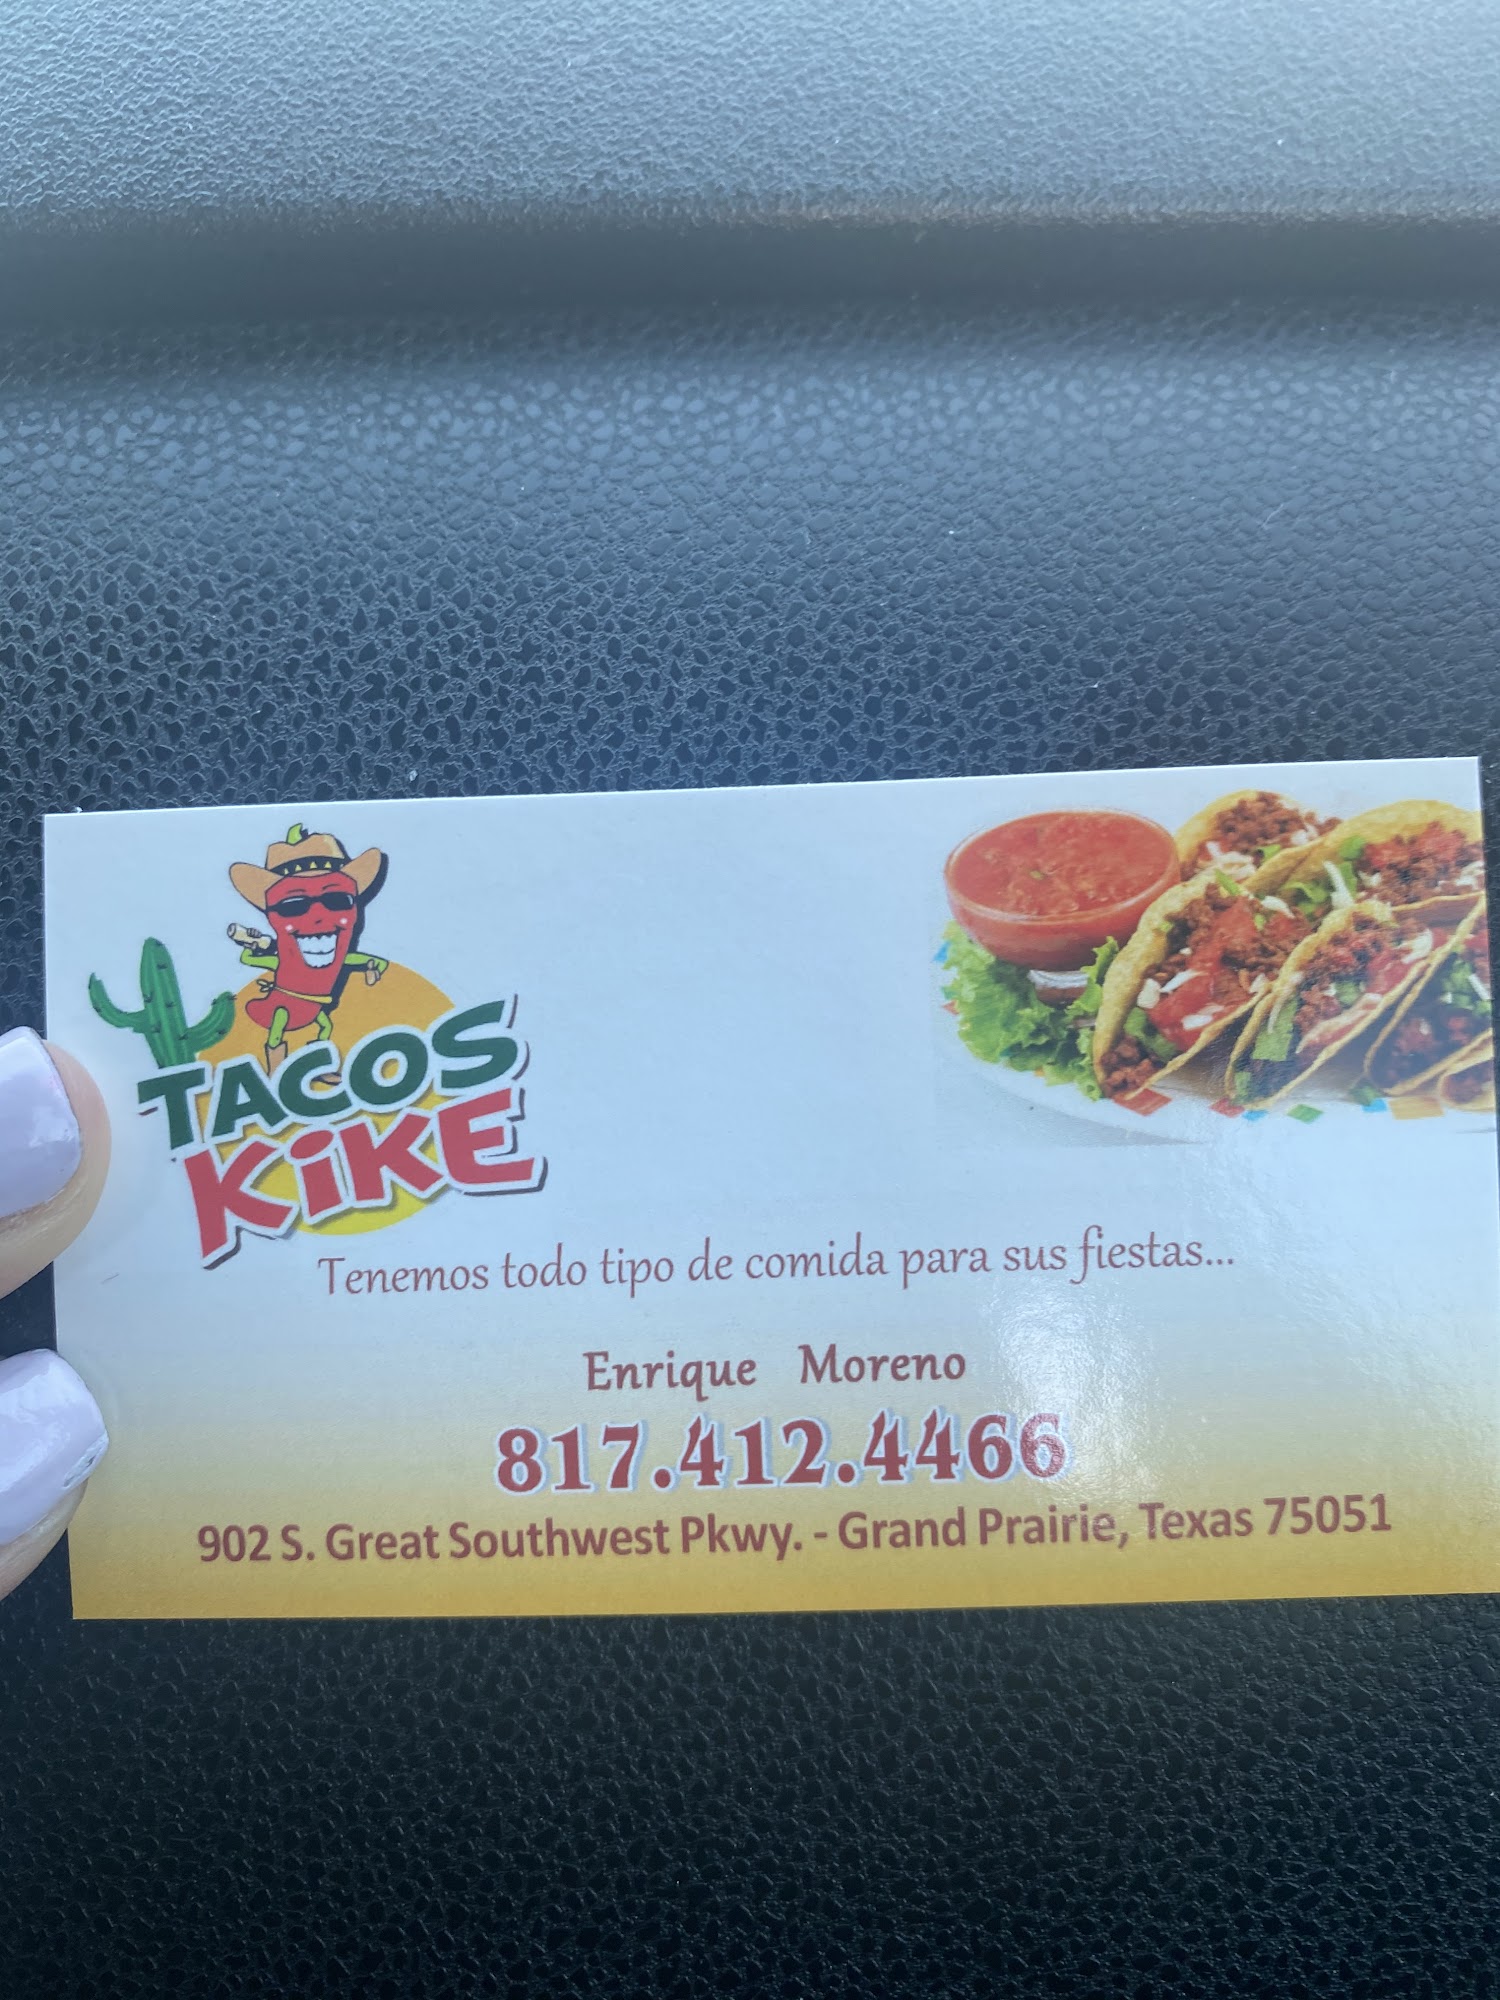 TACOS
KiKE
Tenemos todo tipo de comida para sus fiestas...
Enrique Moreno
817.412.4466
902 S. Great Southwest Pkwy. - Grand Prairie, Texas 75051